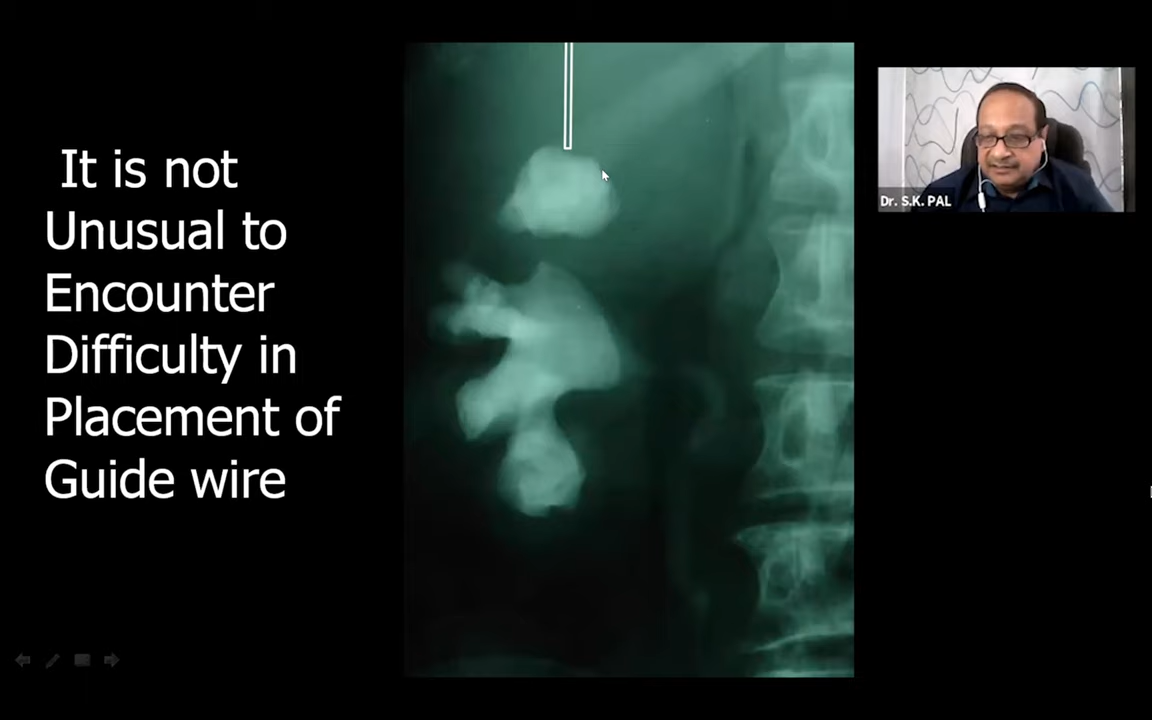 It is not
Unusual to
Encounter
Difficulty in
Placement of
Guide wire
Dr. S.K. PAL